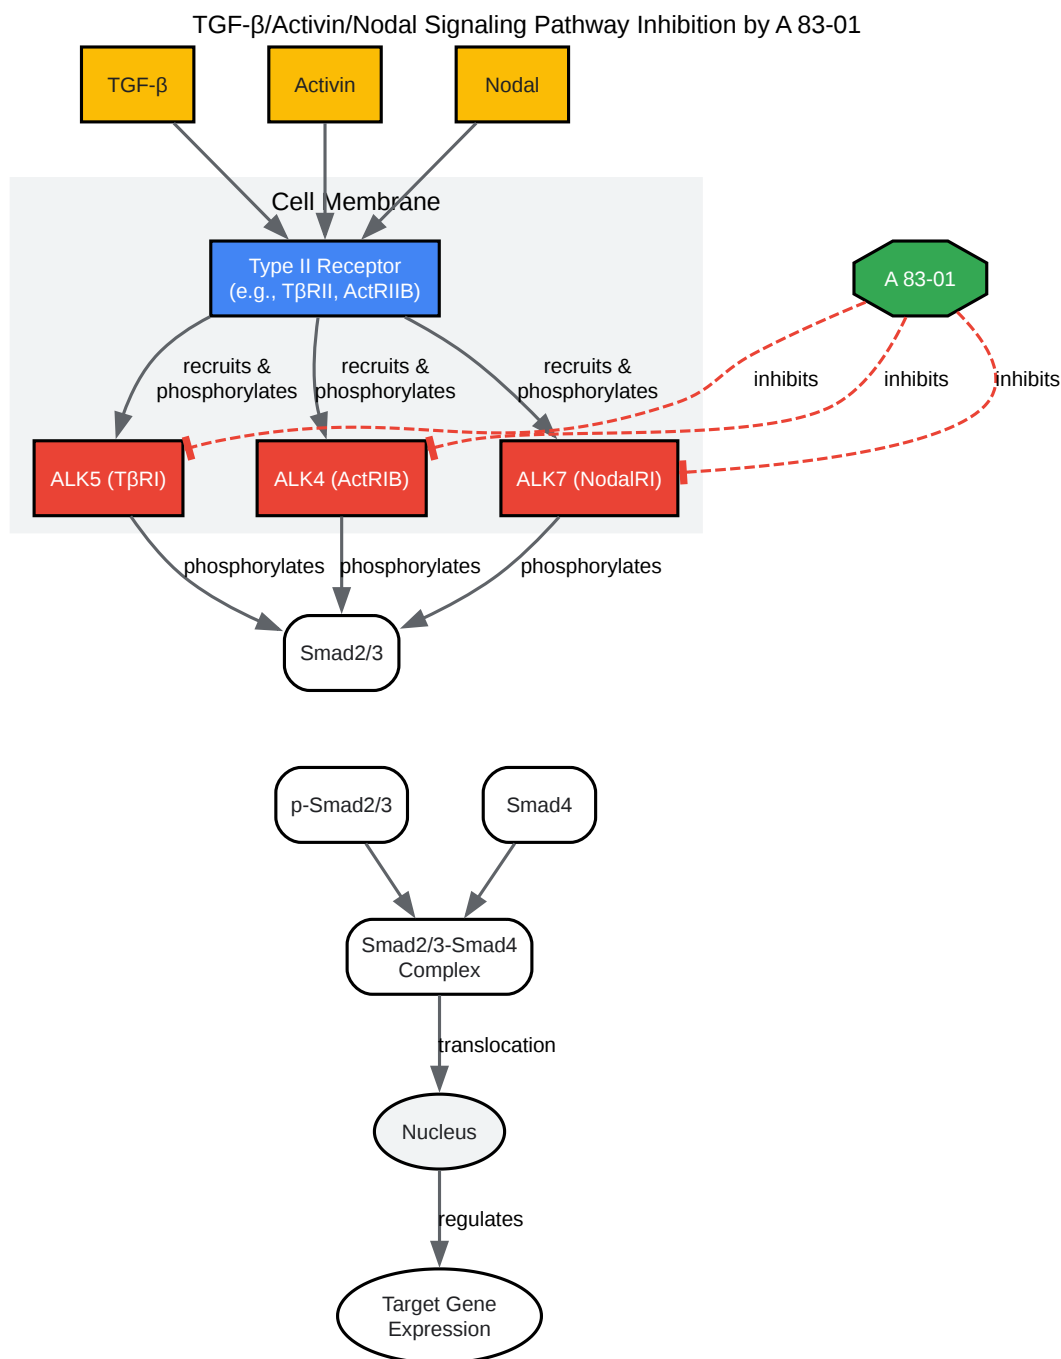 TGF-β/Activin/Nodal Signaling Pathway Inhibition by A 83-01
TGF-β
Activin
Nodal
Cell Membrane
Type II Receptor
(e.g., TβRII, ActRIIB)
A 83-01
recruits &
phosphorylates
recruits &
phosphorylates
recruits &
phosphorylates
inhibits
inhibits
inhibits
ALK5 (TβRI)
ALK4 (ActRIB)
ALK7 (NodalRI)
phosphorylates
phosphorylates
phosphorylates
Smad2/3
p-Smad2/3
Smad4
Smad2/3-Smad4
Complex
translocation
Nucleus
regulates
Target Gene
Expression